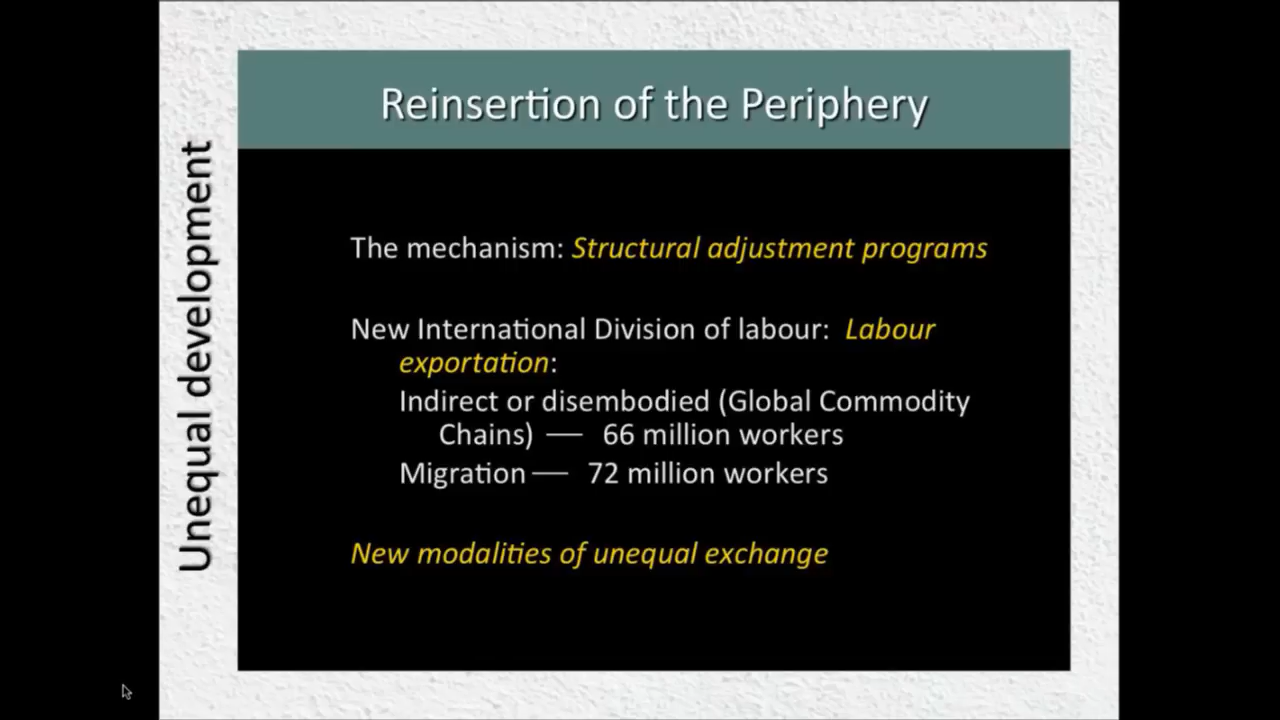 Unequal development
Reinsertion of the Periphery
The mechanism: Structural adjustment programs
New International Division of labour: Labour
exportation:
Indirect or disembodied (Global Commodity
Chains) — 66 million workers
Migration — 72 million workers
New modalities of unequal exchange